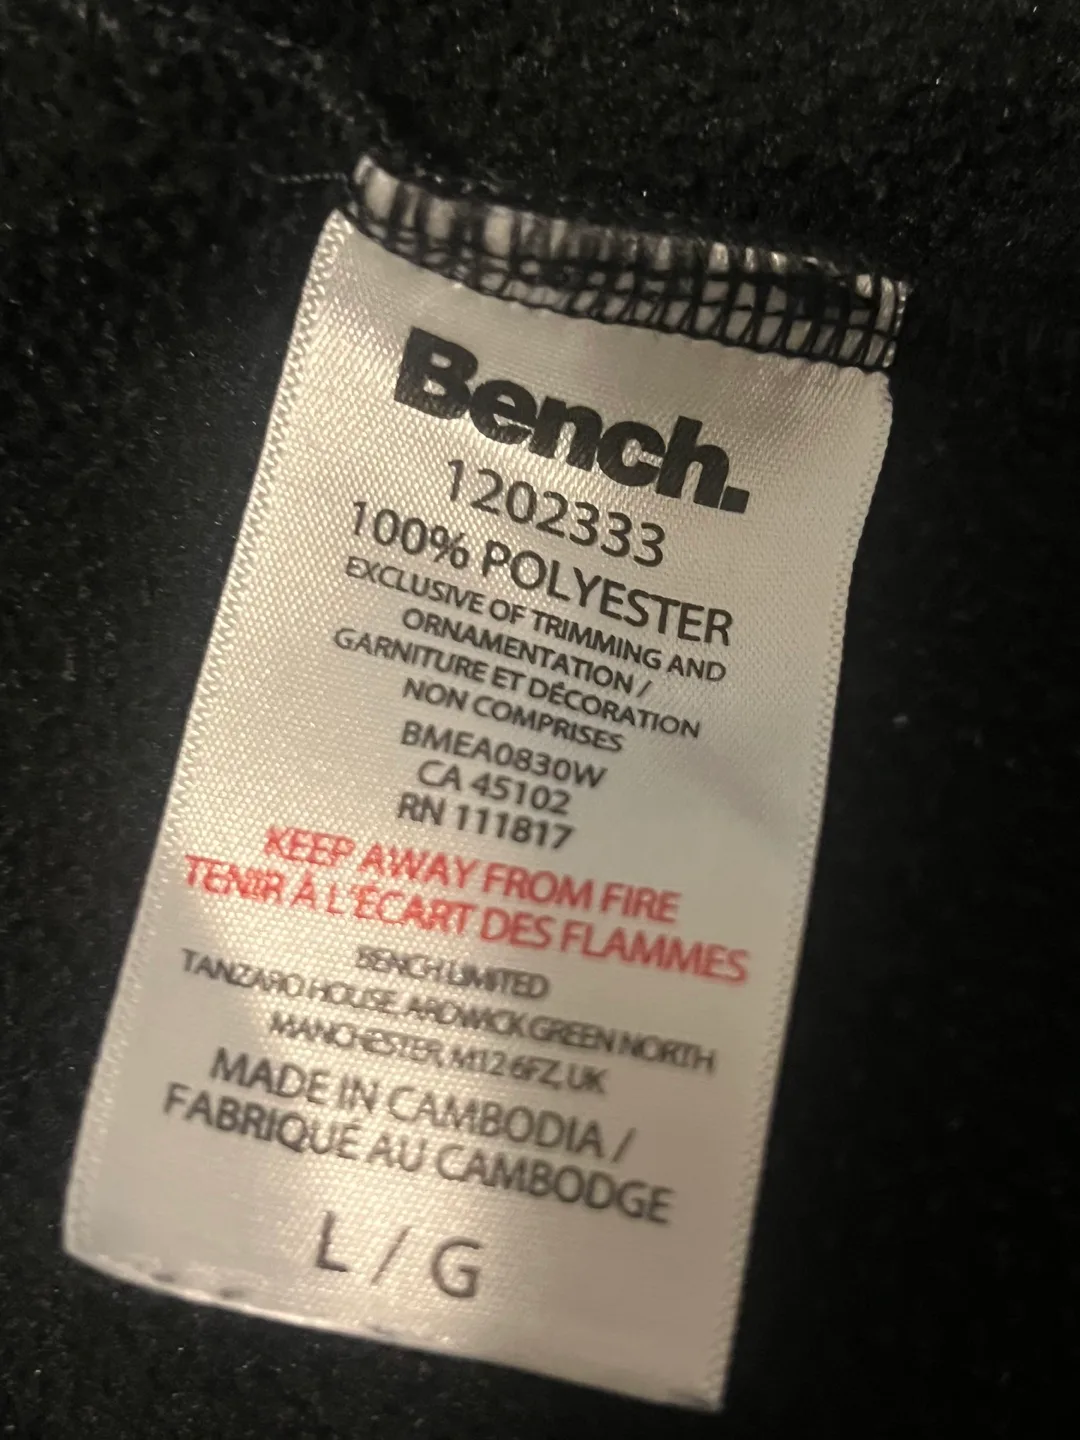 Bench.
1202333
100% POLYESTER
EXCLUSIVE OF TRIMMING AND
ORNAMENTATION /
GARNITURE ET DÉCORATION
NON COMPRISES
BMEA0830W
CA 45102
RN 111817
KEEP AWAY FROM FIRE
TENIR À L'ÉCART DES FLAMMES
BENCH LIMITED
TANZARO HOUSE, ARDWICK GREEN NORTH
MANCHESTER, M12 6FZ, UK
MADE IN CAMBODIA /
FABRIQUÉ AU CAMBODGE
L / G